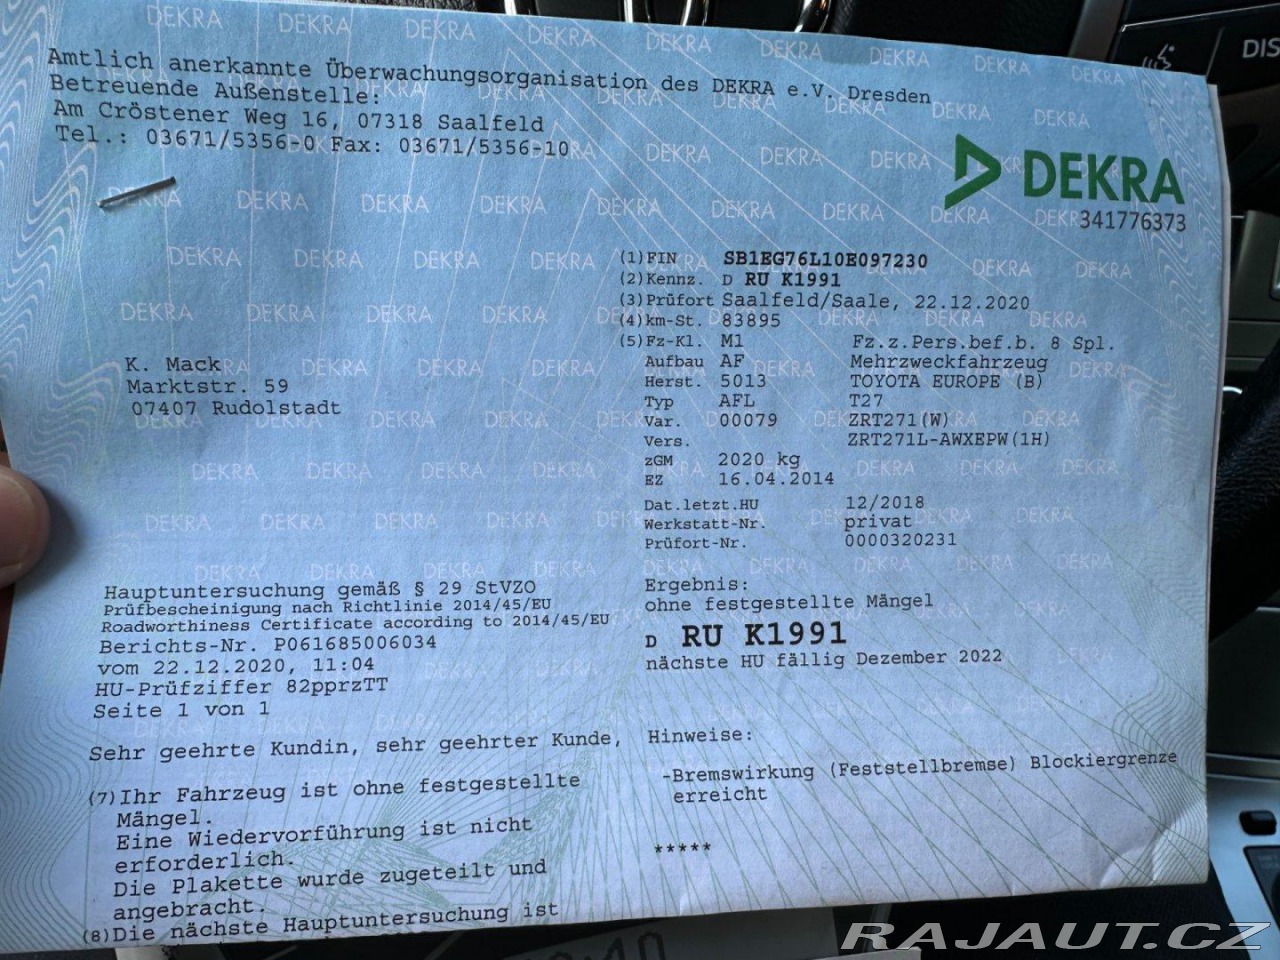 Amtlich anerkannte Überwachungsorganisation des DEKRA e.V. Dresden
Betreuende Außenstelle:
Am Cröstener Weg 16, 07318 Saalfeld
Tel.: 03671/5356-0 Fax: 03671/5356-10
DEKRA
341776373
(1) FIN SB1EG76L10E097230
(2) Kennz. D RU K1991
(3) Prüfort Saalfeld/Saale, 22.12.2020
(4) km-St. 83895
(5) Fz-Kl. M1 Fz.z.Pers.bef.b. 8 Spl.
Aufbau AF Mehrzweckfahrzeug
Herst. 5013 TOYOTA EUROPE (B)
Typ AFL T27
Var. 00079 ZRT271(W)
Vers. ZRT271L-AWXEPW(1H)
zGM 2020 kg
EZ 16.04.2014
Dat.letzt.HU 12/2018
Werkstatt-Nr. privat
Prüfort-Nr. 0000320231
K. Mack
Marktstr. 59
07407 Rudolstadt
Hauptuntersuchung gemäß § 29 StVZO
Prüfbescheinigung nach Richtlinie 2014/45/EU
Roadworthiness Certificate according to 2014/45/EU
Berichts-Nr. P061685006034
vom 22.12.2020, 11:04
HU-Prüfziffer 82pprzTT
Seite 1 von 1
Ergebnis:
ohne festgestellte Mängel
D RU K1991
nächste HU fällig Dezember 2022
Sehr geehrte Kundin, sehr geehrter Kunde,
(7) Ihr Fahrzeug ist ohne festgestellte
Mängel.
Eine Wiedervorführung ist nicht
erforderlich.
Die Plakette wurde zugeteilt und
angebracht.
(8) Die nächste Hauptuntersuchung ist
Hinweise:
-Bremswirkung (Feststellbremse) Blockiergrenze
erreicht
*****
DIS
RAJAUT.CZ